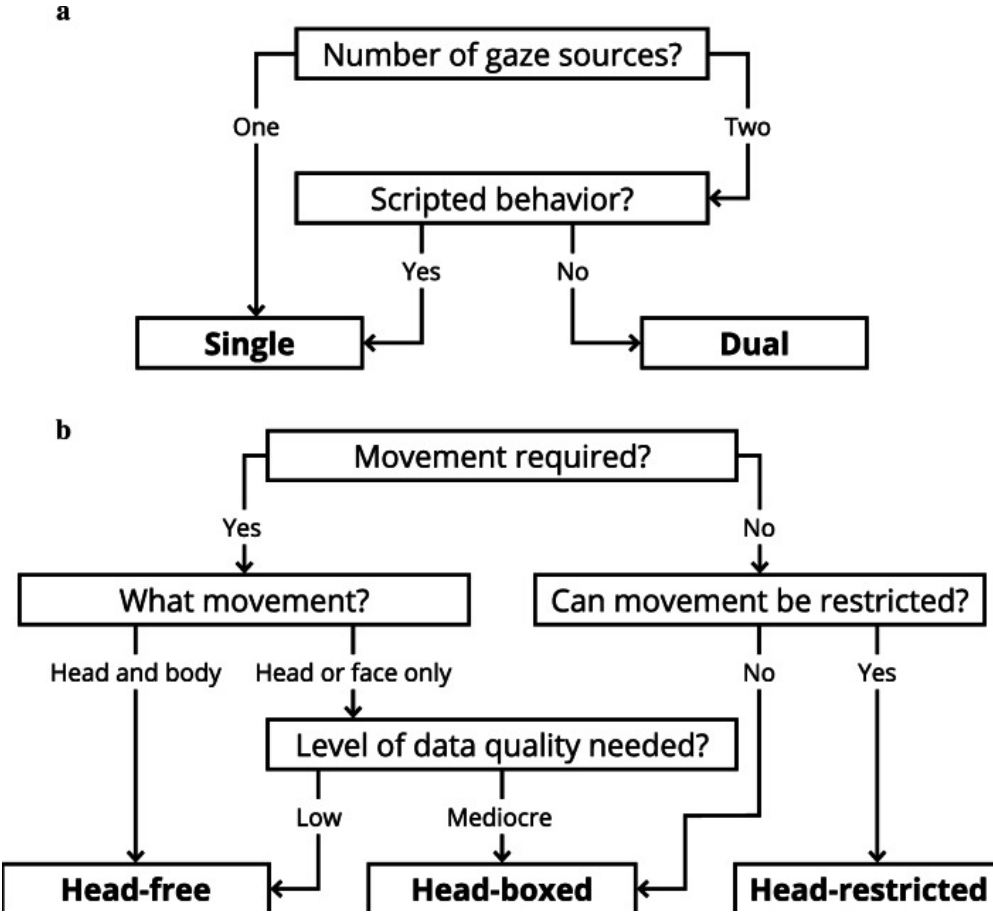 a
Number of gaze sources?
One
Two
Scripted behavior?
Yes
No
Single
Dual
b
Movement required?
Yes
No
What movement?
Can movement be restricted?
Head and body
Head or face only
No
Yes
Level of data quality needed?
Low
Mediocre
Head-free
Head-boxed
Head-restricted